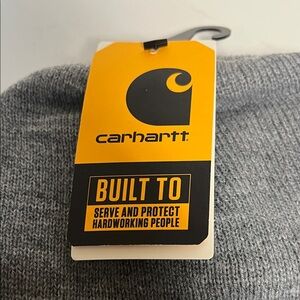 carhartt
BUILT TO
SERVE AND PROTECT
HARDWORKING PEOPLE